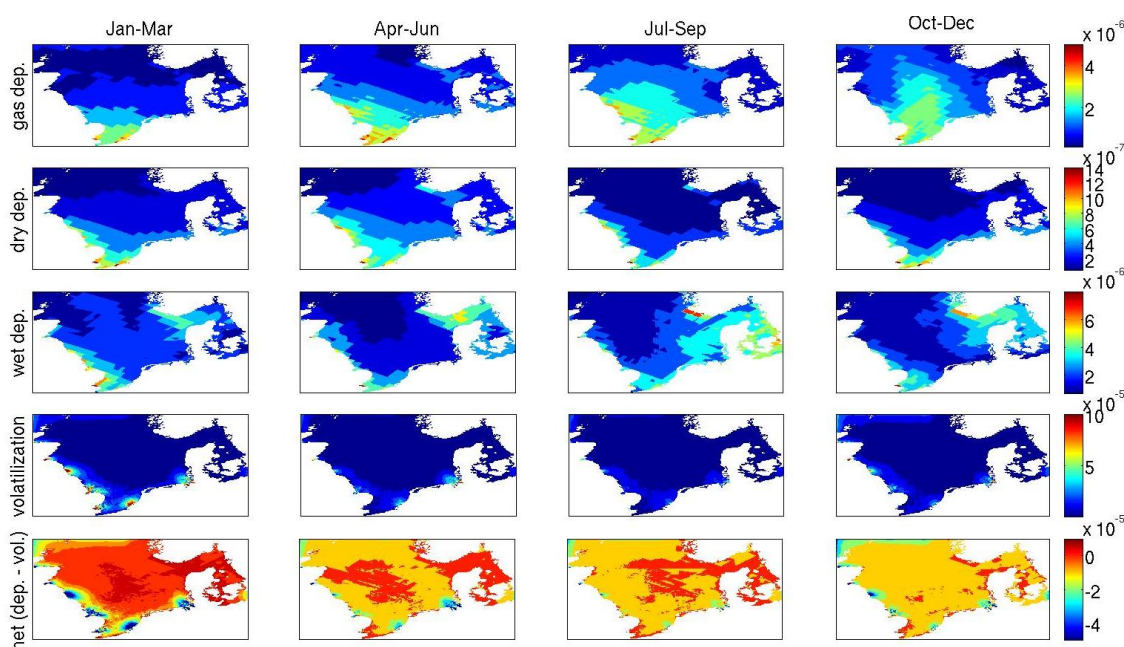 Jan-Mar Apr-Jun Jul-Sep Oct-Dec
x 10⁻⁶
gas dep.
4
2
x 10⁻⁷
dry dep.
14
12
10
8
6
4
2
x 10⁻⁶
wet dep.
8
6
4
2
x 10⁻⁵
volatilization
10
5
x 10⁻⁵
net (dep. - vol.)
0
-2
-4